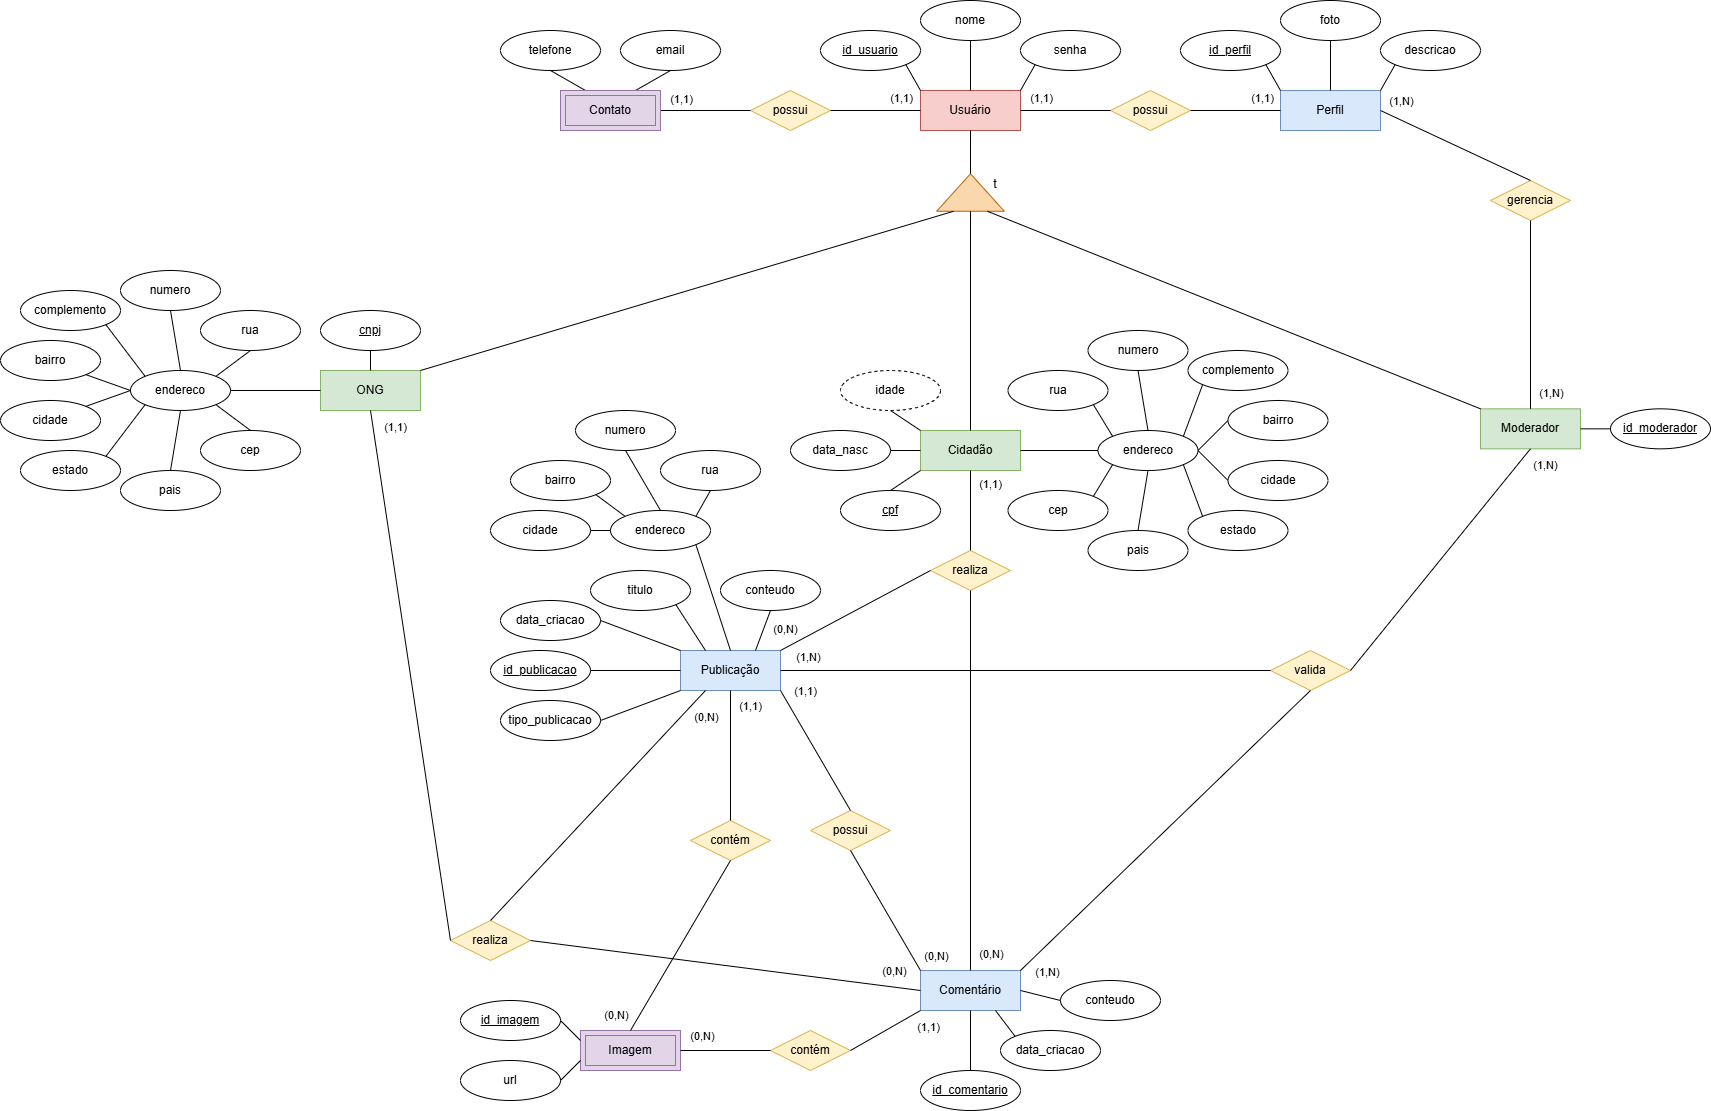 nome
foto
telefone
email
id_usuario
senha
id_perfil
descricao
(1,1)
(1,1)
(1,1)
(1,1)
(1,N)
Contato
possui
Usuário
possui
Perfil
t
gerencia
numero
complemento
rua
cnpj
bairro
endereco
ONG
cidade
(1,1)
estado
cep
pais
idade
data_nasc
Cidadão
cpf
(1,1)
numero
rua
complemento
bairro
endereco
cidade
cep
estado
pais
(1,N)
Moderador
id_moderador
(1,N)
numero
bairro
rua
cidade
endereco
realiza
titulo
conteudo
data_criacao
(0,N)
id_publicacao
Publicação
(1,N)
valida
(1,1)
tipo_publicacao
(0,N)
(1,1)
contém
possui
realiza
(0,N)
(0,N)
(0,N)
(1,N)
Comentário
conteudo
(0,N)
id_imagem
Imagem
(0,N)
contém
(1,1)
data_criacao
url
id_comentario